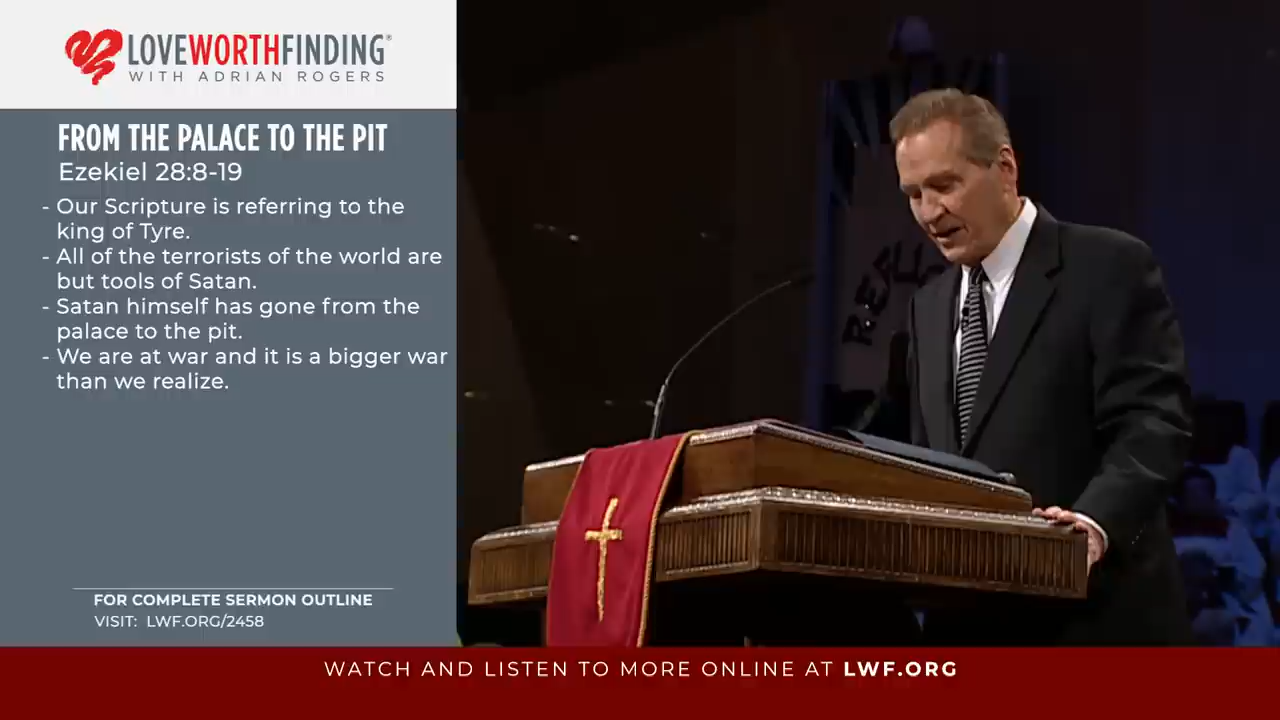 LOVEWORTHFINDING®
WITH ADRIAN ROGERS
FROM THE PALACE TO THE PIT
Ezekiel 28:8-19
- Our Scripture is referring to the
king of Tyre.
- All of the terrorists of the world are
but tools of Satan.
- Satan himself has gone from the
palace to the pit.
- We are at war and it is a bigger war
than we realize.
FOR COMPLETE SERMON OUTLINE
VISIT: LWF.ORG/2458
WATCH AND LISTEN TO MORE ONLINE AT LWF.ORG